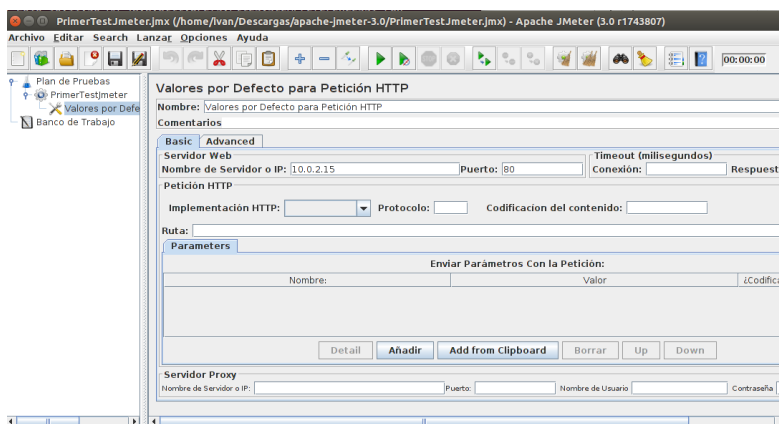 PrimerTestJmeter.jmx (/home/ivan/Descargas/apache-jmeter-3.0/PrimerTestJmeter.jmx) - Apache JMeter (3.0 r1743807)
Archivo Editar Search Lanzar Opciones Ayuda
00:00:00
Plan de Pruebas
PrimerTestJmeter
Valores por Defe
Banco de Trabajo
Valores por Defecto para Petición HTTP
Nombre: Valores por Defecto para Petición HTTP
Comentarios
Basic Advanced
Servidor Web Timeout (milisegundos)
Nombre de Servidor o IP: 10.0.2.15 Puerto: 80 Conexión: Respuest
Petición HTTP
Implementación HTTP: Protocolo: Codificacíon del contenido:
Ruta:
Parameters
Enviar Parámetros Con la Petición:
Nombre: Valor ¿Codifica
Detail Añadir Add from Clipboard Borrar Up Down
Servidor Proxy
Nombre de Servidor o IP: Puerto: Nombre de Usuario Contraseña